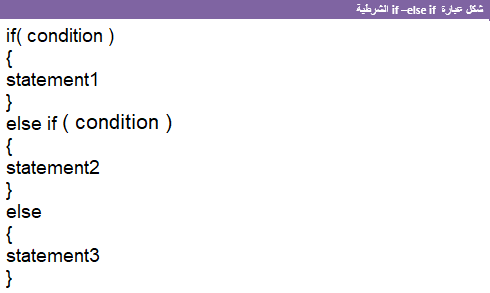 شكل عبارة if –else if الشرطية
if( condition )
{
statement1
}
else if ( condition )
{
statement2
}
else
{
statement3
}